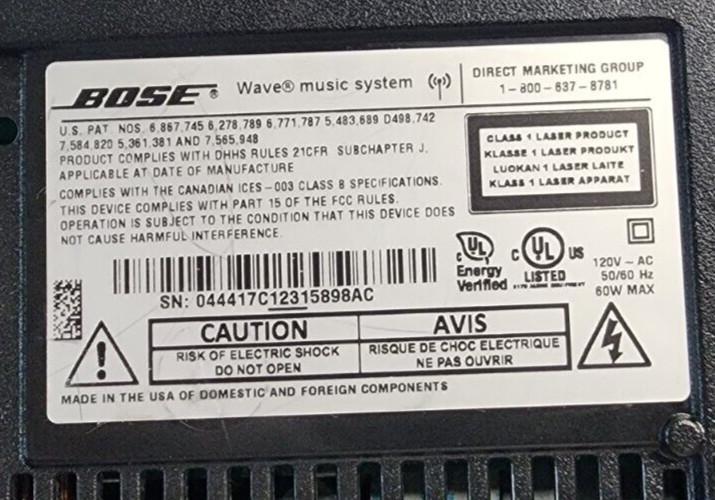 BOSE® Wave® music system
DIRECT MARKETING GROUP
1-800-637-8781
U.S. PAT. NOS. 6,867,745 6,278,789 6,771,787 5,483,689 D498,742
7,584,820 5,361,381 AND 7,565,948
PRODUCT COMPLIES WITH DHHS RULES 21CFR SUBCHAPTER J,
APPLICABLE AT DATE OF MANUFACTURE
COMPLIES WITH THE CANADIAN ICES-003 CLASS B SPECIFICATIONS.
THIS DEVICE COMPLIES WITH PART 15 OF THE FCC RULES.
OPERATION IS SUBJECT TO THE CONDITION THAT THIS DEVICE DOES
NOT CAUSE HARMFUL INTERFERENCE.
CLASS 1 LASER PRODUCT
KLASSE 1 LASER PRODUKT
LUOKAN 1 LASER LAITE
KLASS 1 LASER APPARAT
c UL
Energy
Verified
c UL US
LISTED
120V - AC
50/60 Hz
60W MAX
SN: 044417C12315898AC
CAUTION
RISK OF ELECTRIC SHOCK
DO NOT OPEN
AVIS
RISQUE DE CHOC ELECTRIQUE
NE PAS OUVRIR
MADE IN THE USA OF DOMESTIC AND FOREIGN COMPONENTS